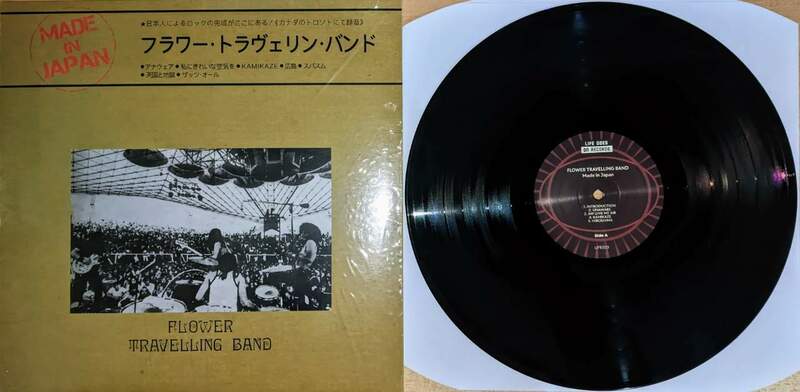 MADE
IN
JAPAN
★日本人によるロックの完成がここにある!《カナダのトロントにて録音》
フラワー・トラヴェリン・バンド
●アナウェア●私にきれいな空気を●KAMIKAZE●広島●スパズム
●天国と地獄●ザッツ・オール
FLOWER
TRAVELLING BAND
LIFE GOES
ON RECORDS
FLOWER TRAVELLING BAND
Made In Japan
1. INTRODUCTION
2. UNAWARE
3. AW GIVE ME AIR
4. KAMIKAZE
5. HIROSHIMA
Side A